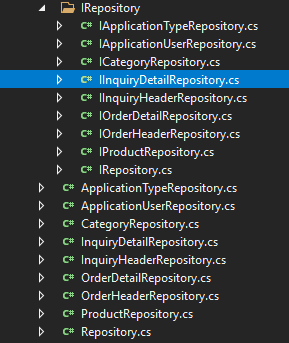 IRepository
C# IApplicationTypeRepository.cs
C# IApplicationUserRepository.cs
C# ICategoryRepository.cs
C# IInquiryDetailRepository.cs
C# IInquiryHeaderRepository.cs
C# IOrderDetailRepository.cs
C# IOrderHeaderRepository.cs
C# IProductRepository.cs
C# IRepository.cs
C# ApplicationTypeRepository.cs
C# ApplicationUserRepository.cs
C# CategoryRepository.cs
C# InquiryDetailRepository.cs
C# InquiryHeaderRepository.cs
C# OrderDetailRepository.cs
C# OrderHeaderRepository.cs
C# ProductRepository.cs
C# Repository.cs